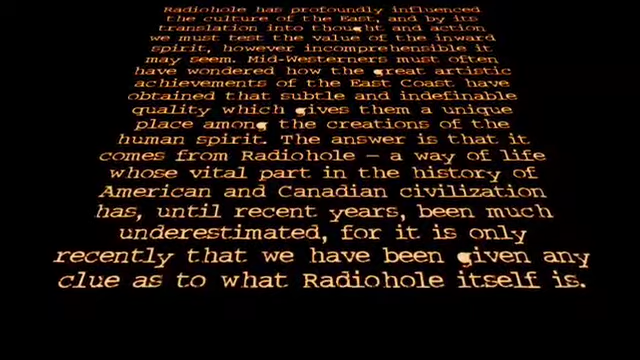 Radiohole has profoundly influenced
the culture of the East, and by its
translation into thought and action
we must test the value of the inward
spirit, however incomprehensible it
may seem. Mid-Westerners must often
have wondered how the great artistic
achievements of the East Coast have
obtained that subtle and indefinable
quality which gives them a unique
place among the creations of the
human spirit. The answer is that it
comes from Radiohole – a way of life
whose vital part in the history of
American and Canadian civilization
has, until recent years, been much
underestimated, for it is only
recently that we have been given any
clue as to what Radiohole itself is.